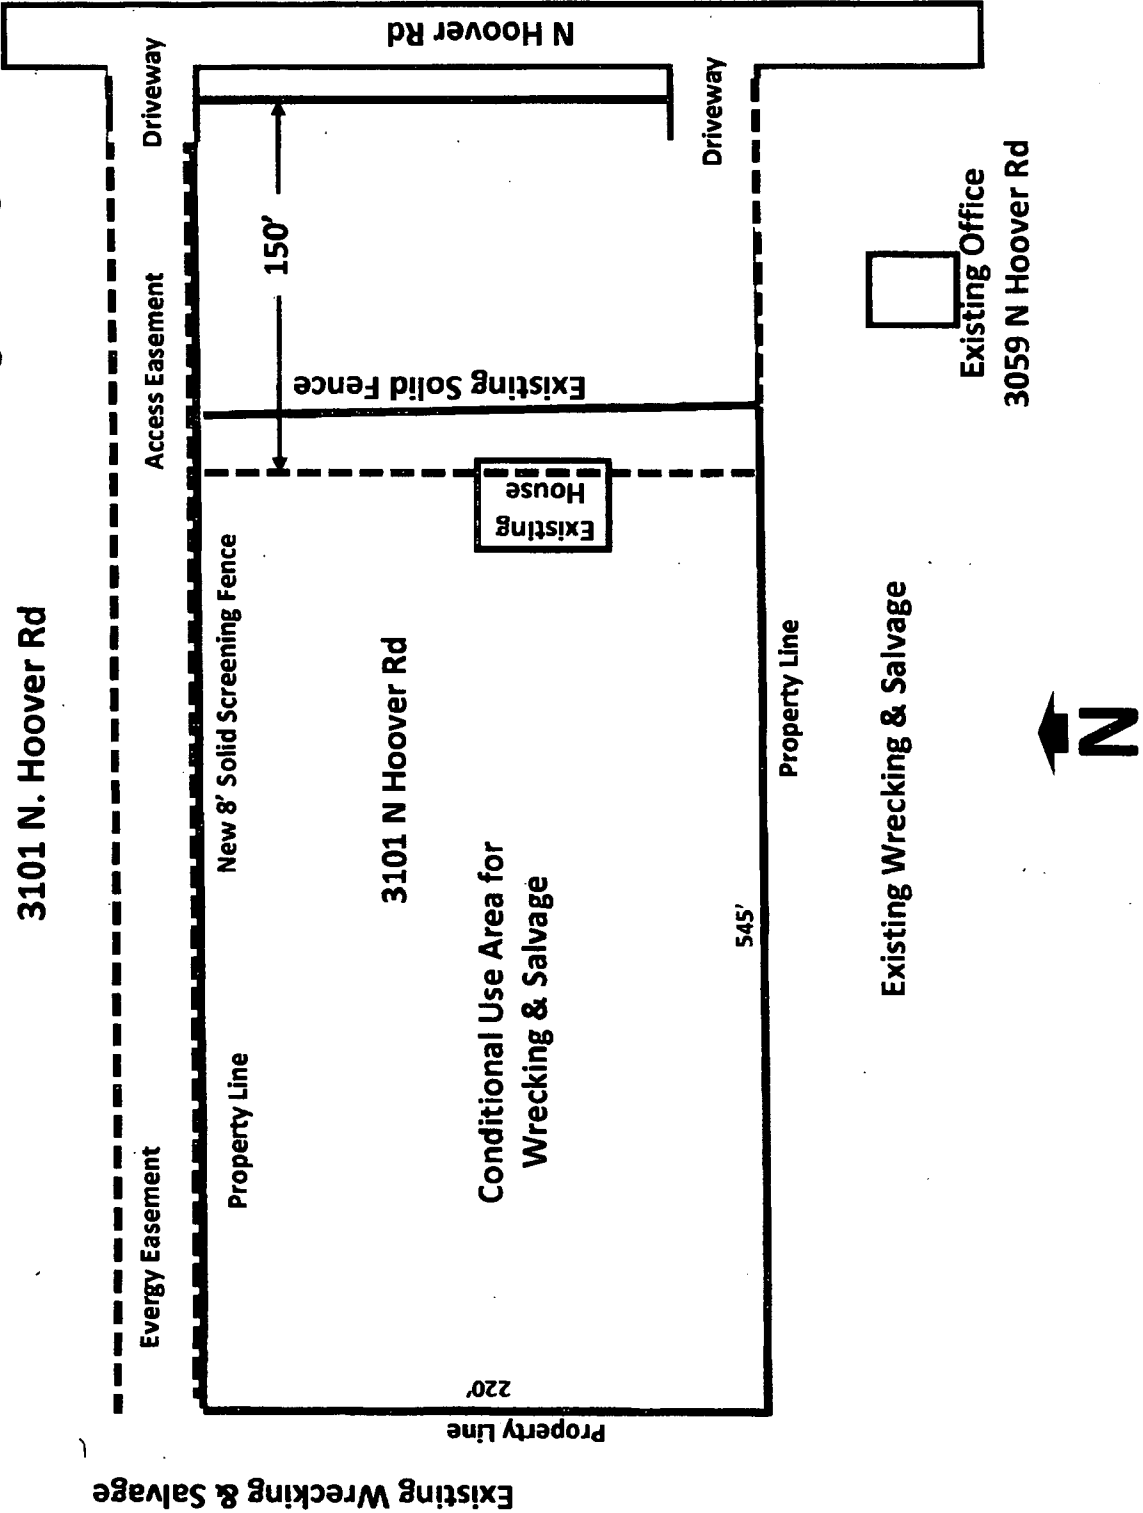 3101 N. Hoover Rd
Evergy Easement
Access Easement
Driveway
N Hoover Rd
New 8' Solid Screening Fence
Property Line
150'
Existing Solid Fence
3101 N Hoover Rd
Existing
House
Conditional Use Area for
Wrecking & Salvage
220'
Property Line
Existing Wrecking & Salvage
545'
Property Line
Driveway
Existing Wrecking & Salvage
Existing Office
3059 N Hoover Rd
N